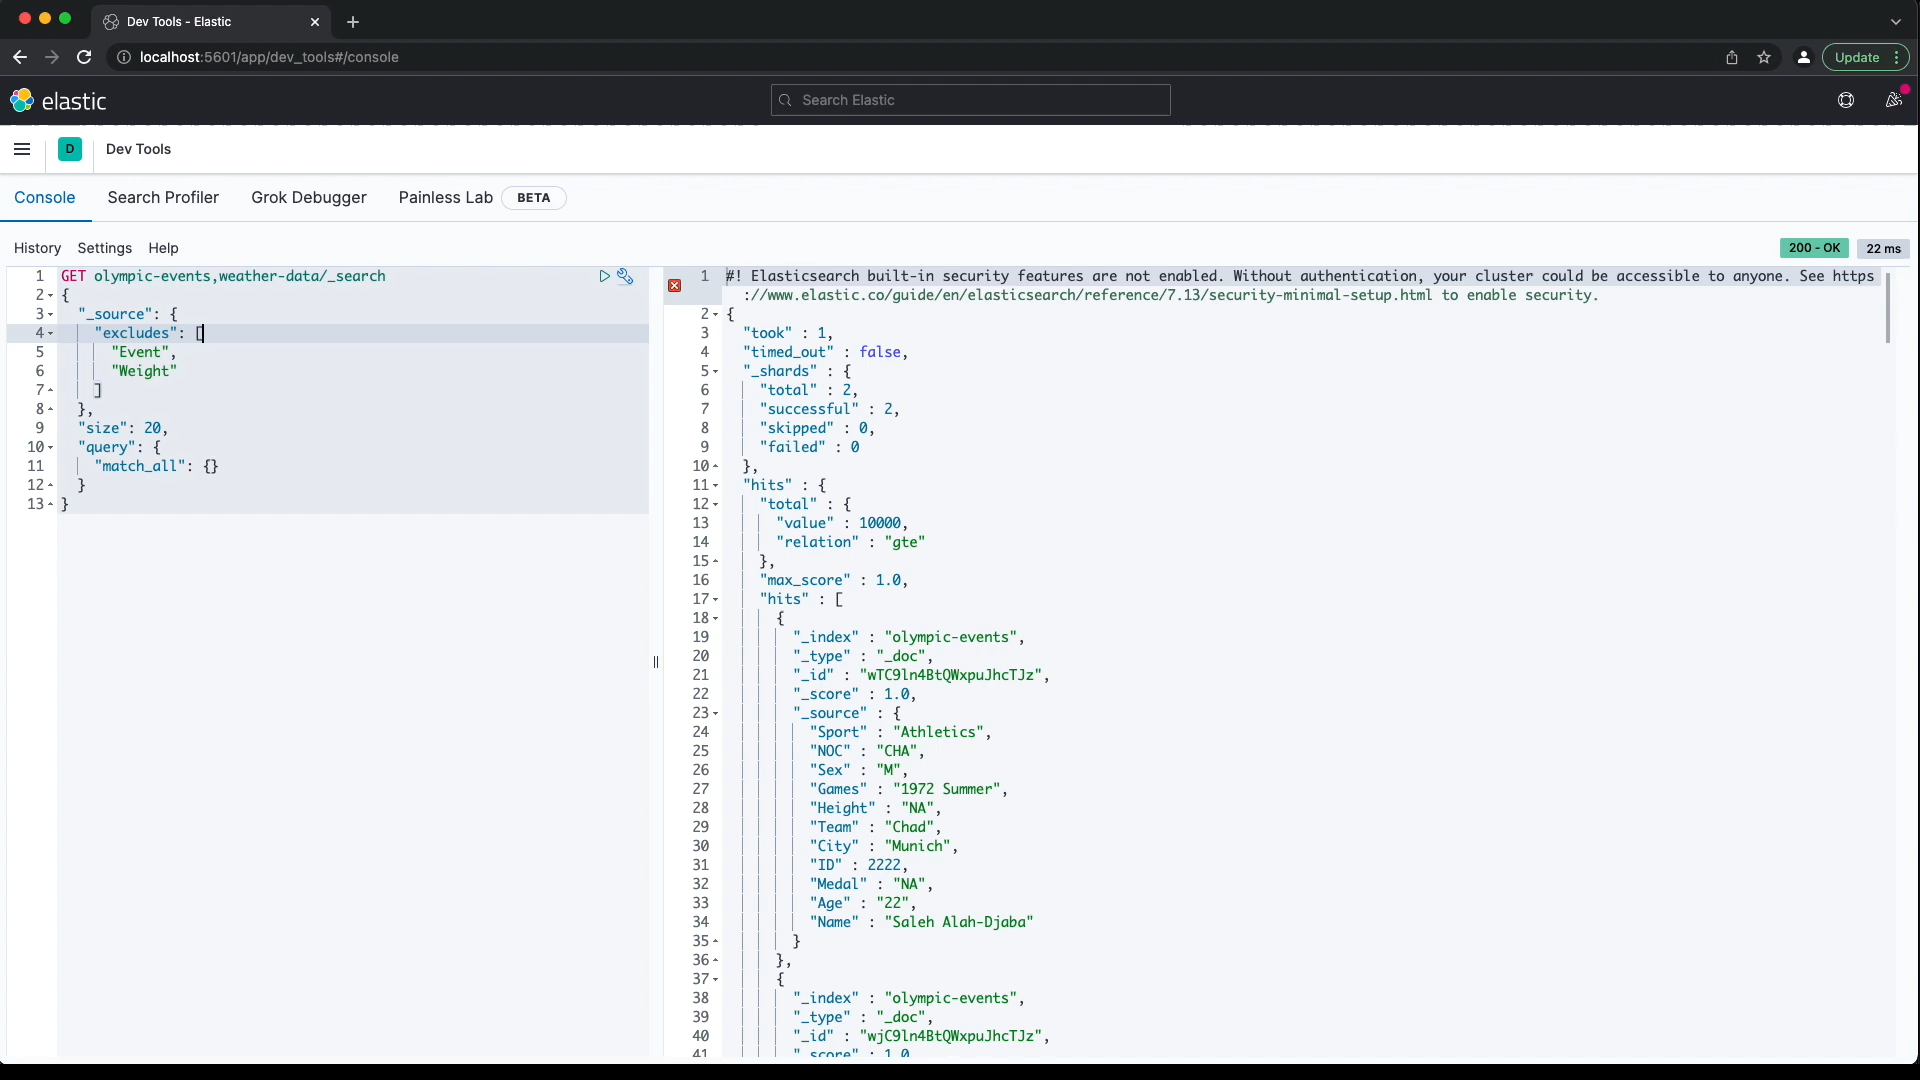 Dev Tools - Elastic
localhost:5601/app/dev_tools#/console
Update
elastic
Search Elastic
D
Dev Tools
Console
Search Profiler
Grok Debugger
Painless Lab
BETA
History
Settings
Help
200 - OK
22 ms
1 GET olympic-events,weather-data/_search
2 {
3 "_source": {
4 "excludes": [
5 "Event",
6 "Weight"
7 ]
8 },
9 "size": 20,
10 "query": {
11 "match_all": {}
12 }
13 }
1 #! Elasticsearch built-in security features are not enabled. Without authentication, your cluster could be accessible to anyone. See https
://www.elastic.co/guide/en/elasticsearch/reference/7.13/security-minimal-setup.html to enable security.
2 {
3 "took" : 1,
4 "timed_out" : false,
5 "_shards" : {
6 "total" : 2,
7 "successful" : 2,
8 "skipped" : 0,
9 "failed" : 0
10 },
11 "hits" : {
12 "total" : {
13 "value" : 10000,
14 "relation" : "gte"
15 },
16 "max_score" : 1.0,
17 "hits" : [
18 {
19 "_index" : "olympic-events",
20 "_type" : "_doc",
21 "_id" : "wTC9ln4BtQWxpuJhcTJz",
22 "_score" : 1.0,
23 "_source" : {
24 "Sport" : "Athletics",
25 "NOC" : "CHA",
26 "Sex" : "M",
27 "Games" : "1972 Summer",
28 "Height" : "NA",
29 "Team" : "Chad",
30 "City" : "Munich",
31 "ID" : 2222,
32 "Medal" : "NA",
33 "Age" : "22",
34 "Name" : "Saleh Alah-Djaba"
35 }
36 },
37 {
38 "_index" : "olympic-events",
39 "_type" : "_doc",
40 "_id" : "wjC9ln4BtQWxpuJhcTJz",
41 "_score" : 1.0